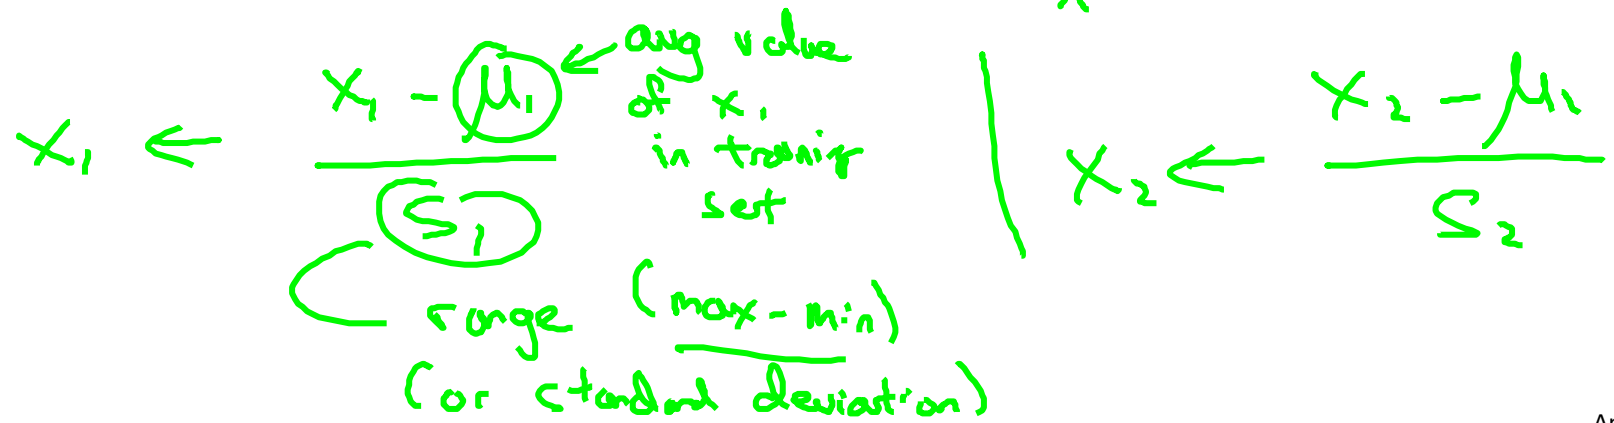 x₁ ← (x₁ - μ₁) / S₁
avg value
of x₁
in training
set
range (max - min)
(or standard deviation)
x₂ ← (x₂ - μ₂) / S₂